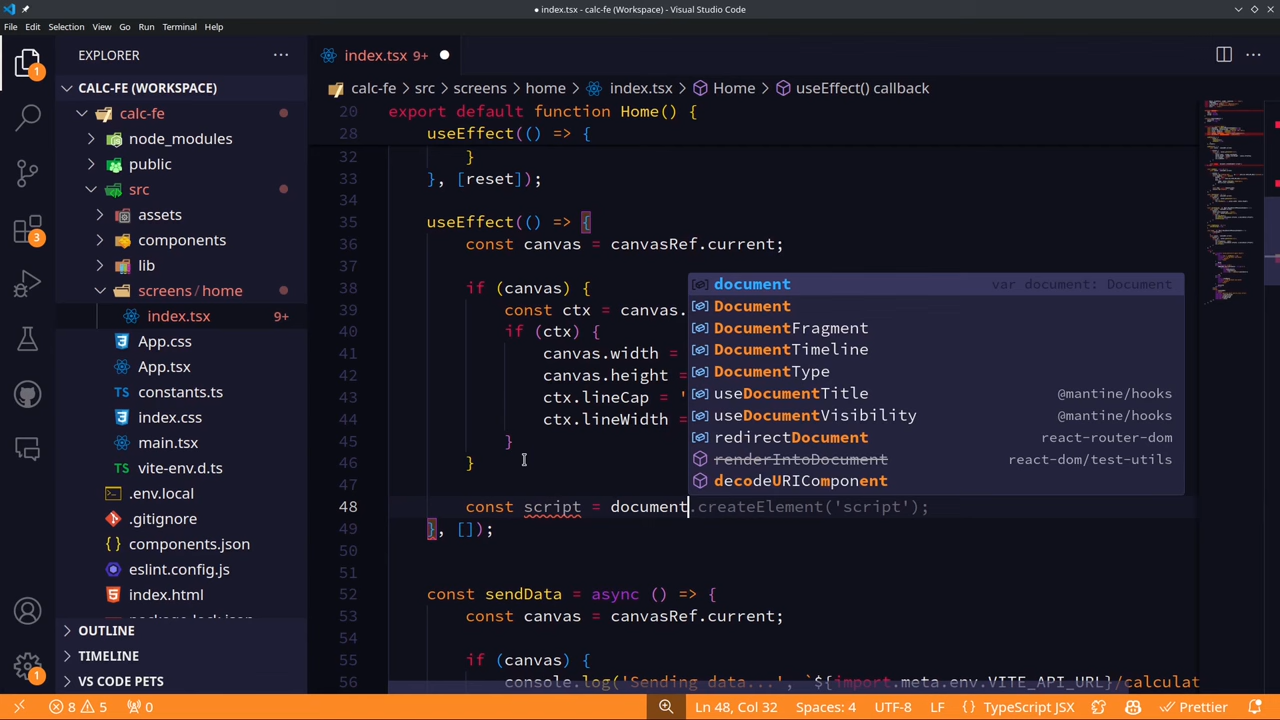 index.tsx - calc-fe (Workspace) - Visual Studio Code
File Edit Selection View Go Run Terminal Help
EXPLORER
CALC-FE (WORKSPACE)
calc-fe
node_modules
public
src
assets
components
lib
screens / home
index.tsx 9+
App.css
App.tsx
constants.ts
index.css
main.tsx
vite-env.d.ts
.env.local
.gitignore
components.json
eslint.config.js
index.html
package-lock.json
OUTLINE
TIMELINE
VS CODE PETS
1
3
1
index.tsx 9+
calc-fe > src > screens > home > index.tsx > Home > useEffect() callback
20 export default function Home() {
28 useEffect(() => {
32 }
33 }, [reset]);
34
35 useEffect(() => {
36 const canvas = canvasRef.current;
37
38 if (canvas) {
39 const ctx = canvas.
40 if (ctx) {
41 canvas.width =
42 canvas.height =
43 ctx.lineCap = '
44 ctx.lineWidth =
45 }
46 }
47
48 const script = document.createElement('script');
49 }, []);
50
51
52 const sendData = async () => {
53 const canvas = canvasRef.current;
54
55 if (canvas) {
56 console.log('Sending data...', `${import.meta.env.VITE_API_URL}/calculat
document var document: Document
Document
DocumentFragment
DocumentTimeline
DocumentType
useDocumentTitle @mantine/hooks
useDocumentVisibility @mantine/hooks
redirectDocument react-router-dom
renderIntoDocument react-dom/test-utils
decodeURIComponent
8 5 0 Ln 48, Col 32 Spaces: 4 UTF-8 LF {} TypeScript JSX Prettier